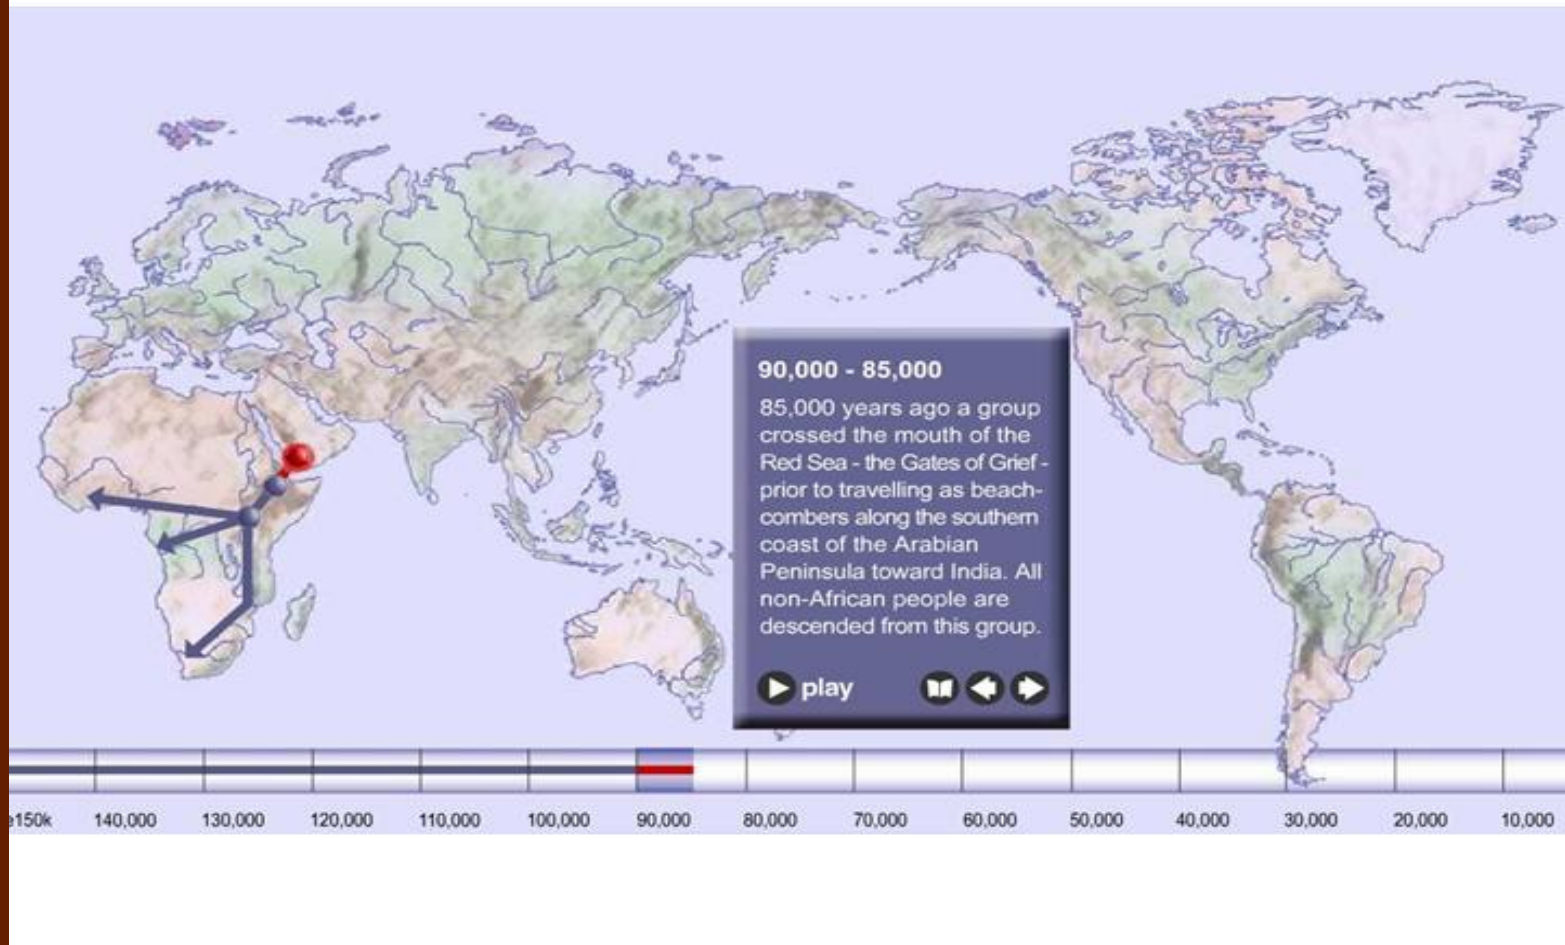 90,000 - 85,000
85,000 years ago a group
crossed the mouth of the
Red Sea - the Gates of Grief -
prior to travelling as beach-
combers along the southern
coast of the Arabian
Peninsula toward India. All
non-African people are
descended from this group.
play
150k 140,000 130,000 120,000 110,000 100,000 90,000 80,000 70,000 60,000 50,000 40,000 30,000 20,000 10,000